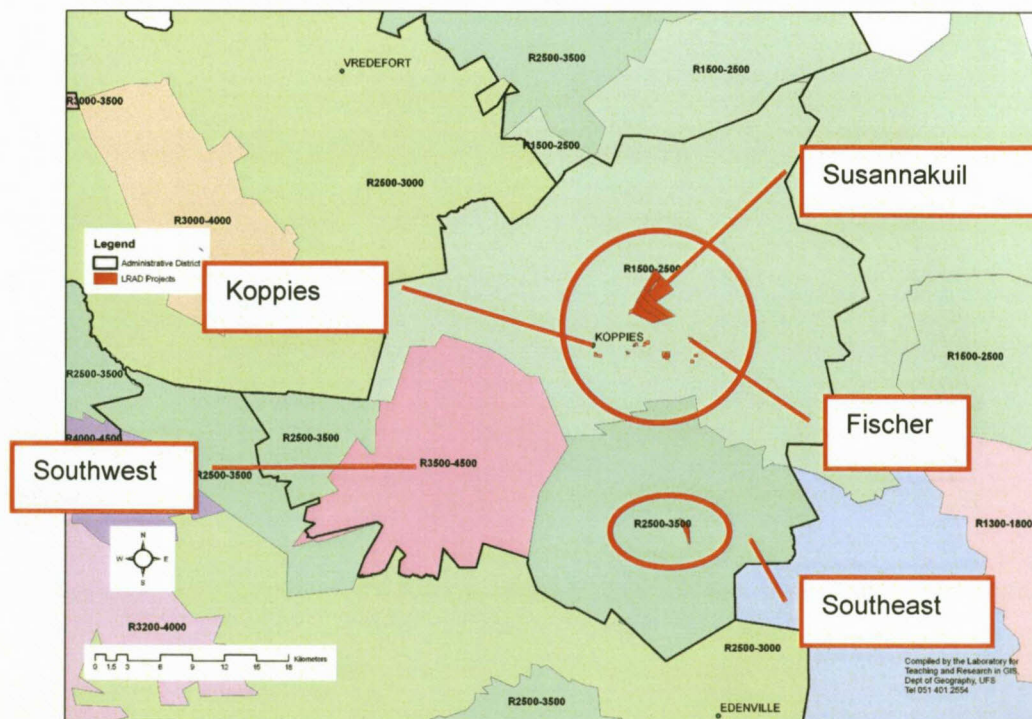 VREDEFORT
R2500-3500
R1500-2500
R3000-3500
R1500-2500
R2500-3000
Susannakuil
R3000-4000
Legend
Administrative District
LRAD Projects
R1500-2500
Koppies
KOPPIES
R1500-2500
R2500-3500
Fischer
R2500-3500
R4000-4500
Southwest
R2500-3500
R3500-4500
R2500-3500
R1300-1800
N
W E
S
Southeast
R3200-4000
R2500-3000
0 1.5 3 6 9 12 15 18 Kilometers
Compiled by the Laboratory for
Teaching and Research in GIS,
Dept of Geography, UFS
Tel 051 401 2554
R2500-3500
EDENVILLE